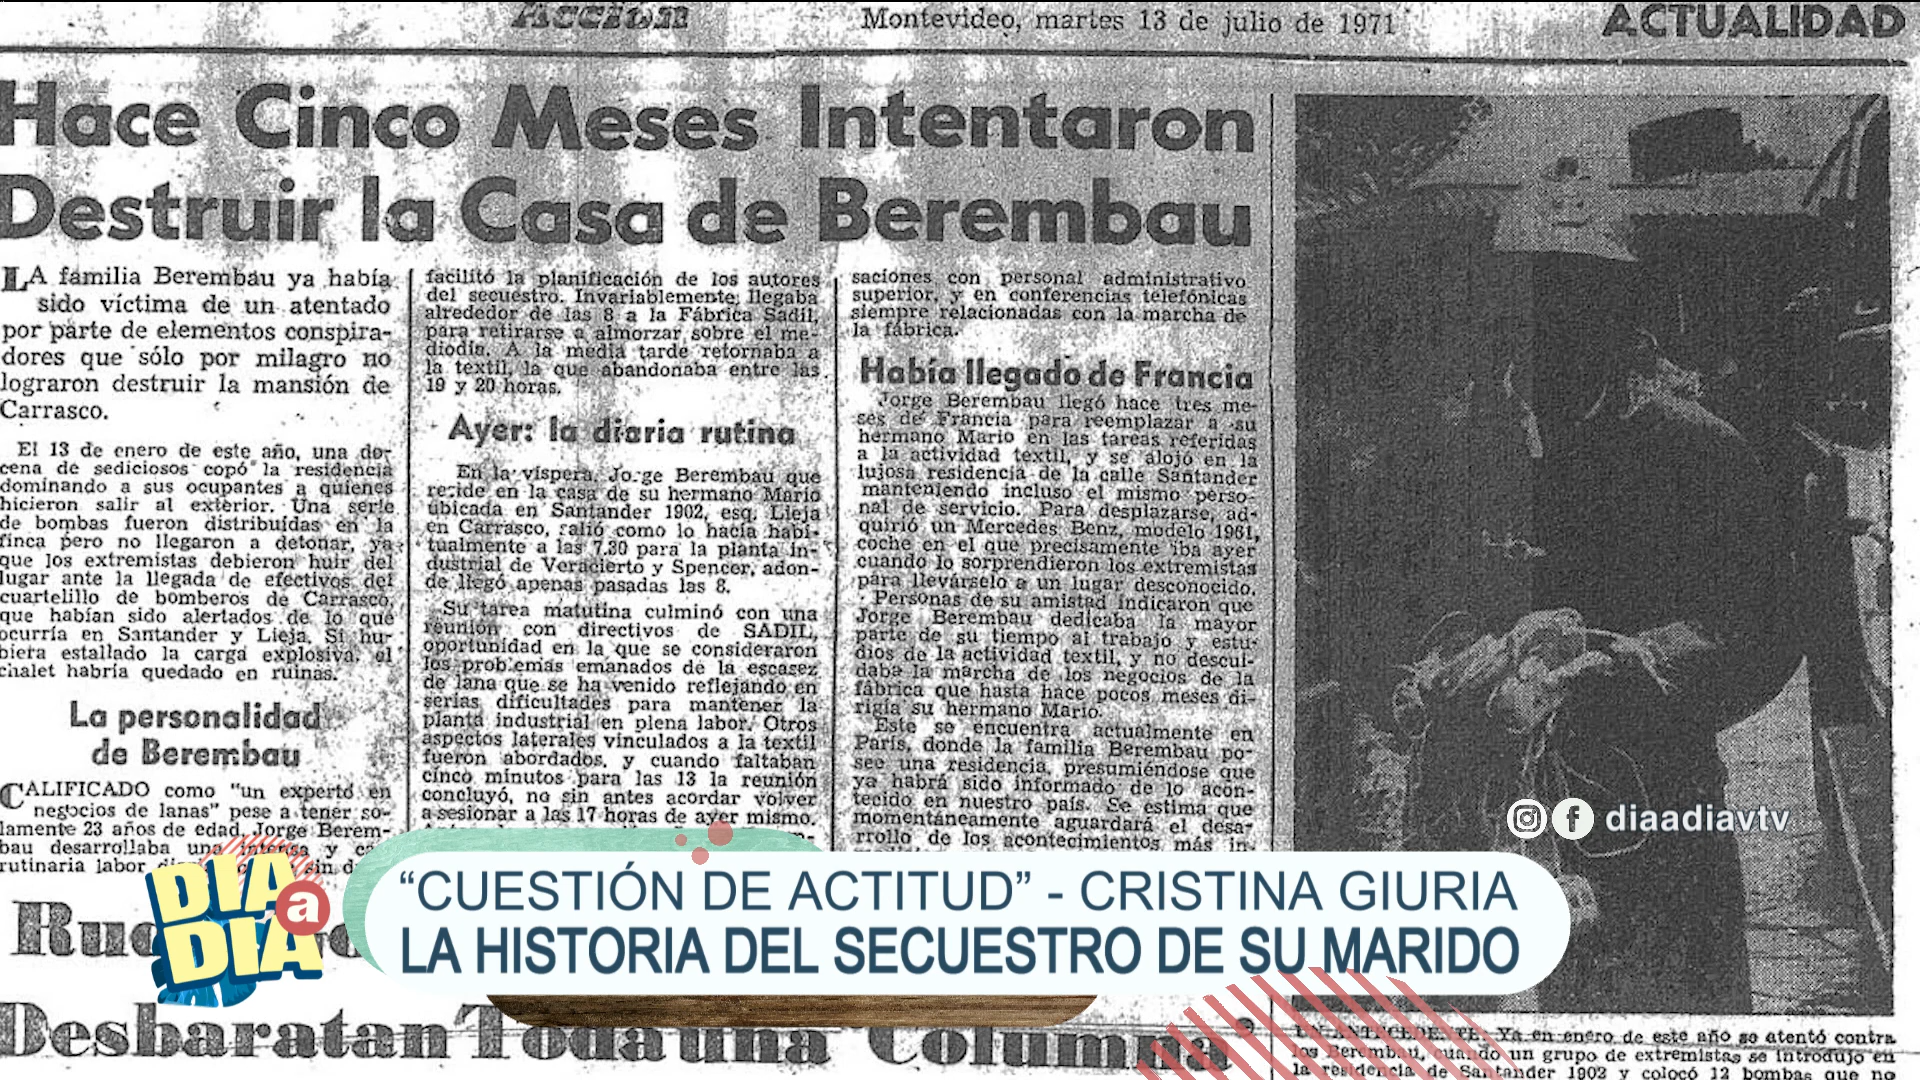 Acción
Montevideo, martes 13 de julio de 1971
ACTUALIDAD
Hace Cinco Meses Intentaron
Destruir la Casa de Berembau
LA familia Berembau ya había
sido víctima de un atentado
por parte de elementos conspira-
dores que sólo por milagro no
lograron destruir la mansión de
Carrasco.
El 13 de enero de este año, una do-
cena de sediciosos copó la residencia
dominando a sus ocupantes a quienes
hicieron salir al exterior. Una serie
de bombas fueron distribuídas en la
finca pero no llegaron a detonar, ya
que los extremistas debieron huir del
lugar ante la llegada de efectivos del
cuartelillo de bomberos de Carrasco,
que habían sido alertados de lo que
ocurría en Santander y Lieja. Si hu-
biera estallado la carga explosiva, el
chalet habría quedado en ruinas.
La personalidad
de Berembau
CALIFICADO como "un experto en
negocios de lanas" pese a tener so-
lamente 23 años de edad, Jorge Berem-
bau desarrollaba una intensa y
rutinaria labor
facilitó la planificación de los autores
del secuestro. Invariablemente, llegaba
alrededor de las 8 a la Fábrica Sadil,
para retirarse a almorzar sobre el me-
diodía. A la media tarde retornaba a
la textil, la que abandonaba entre las
19 y 20 horas.
Ayer: la diaria rutina
En la víspera, Jorge Berembau que
reside en la casa de su hermano Mario
ubicada en Santander 1902, esq. Lieja
en Carrasco, salió como lo hacía habi-
tualmente a las 7.30 para la planta in-
dustrial de Veracierto y Spencer, adon-
de llegó apenas pasadas las 8.
Su tarea matutina culminó con una
reunión con directivos de SADIL,
oportunidad en la que se consideraron
los problemas emanados de la escasez
de lana que se ha venido reflejando en
serias dificultades para mantener la
planta industrial en plena labor. Otros
aspectos laterales vinculados a la textil
fueron abordados, y cuando faltaban
cinco minutos para las 13 la reunión
concluyó, no sin antes acordar volver
a sesionar a las 17 horas de ayer mismo.
saciones con personal administrativo
superior, y en conferencias telefónicas
siempre relacionadas con la marcha de
la fábrica.
Había llegado de Francia
Jorge Berembau llegó hace tres me-
ses de Francia para reemplazar a su
hermano Mario en las tareas referidas
a la actividad textil, y se alojó en la
lujosa residencia de la calle Santander
manteniendo incluso el mismo perso-
nal de servicio. Para desplazarse, ad-
quirió un Mercedes Benz, modelo 1961,
coche en el que precisamente iba ayer
cuando lo sorprendieron los extremistas
para llevárselo a un lugar desconocido.
Personas de su amistad indicaron que
Jorge Berembau dedicaba la mayor
parte de su tiempo al trabajo y estu-
dios de la actividad textil, y no descui-
daba la marcha de los negocios de la
fábrica que hasta hace pocos meses di-
rigía su hermano Mario.
Este se encuentra actualmente en
París, donde la familia Berembau po-
see una residencia, presumiéndose que
ya habrá sido informado de lo acon-
tecido en nuestro país. Se estima que
momentáneamente aguardará el desa-
rrollo de los acontecimientos más in-
diaadiavtv
DIA a DIA
“CUESTIÓN DE ACTITUD” - CRISTINA GIURIA
LA HISTORIA DEL SECUESTRO DE SU MARIDO
Desbaratan Toda una Columna
UN ANTECEDENTE: Ya en enero de este año se atentó contra
los Berembau, cuando un grupo de extremistas se introdujo en
la residencia de Santander 1902 y colocó 12 bombas que no